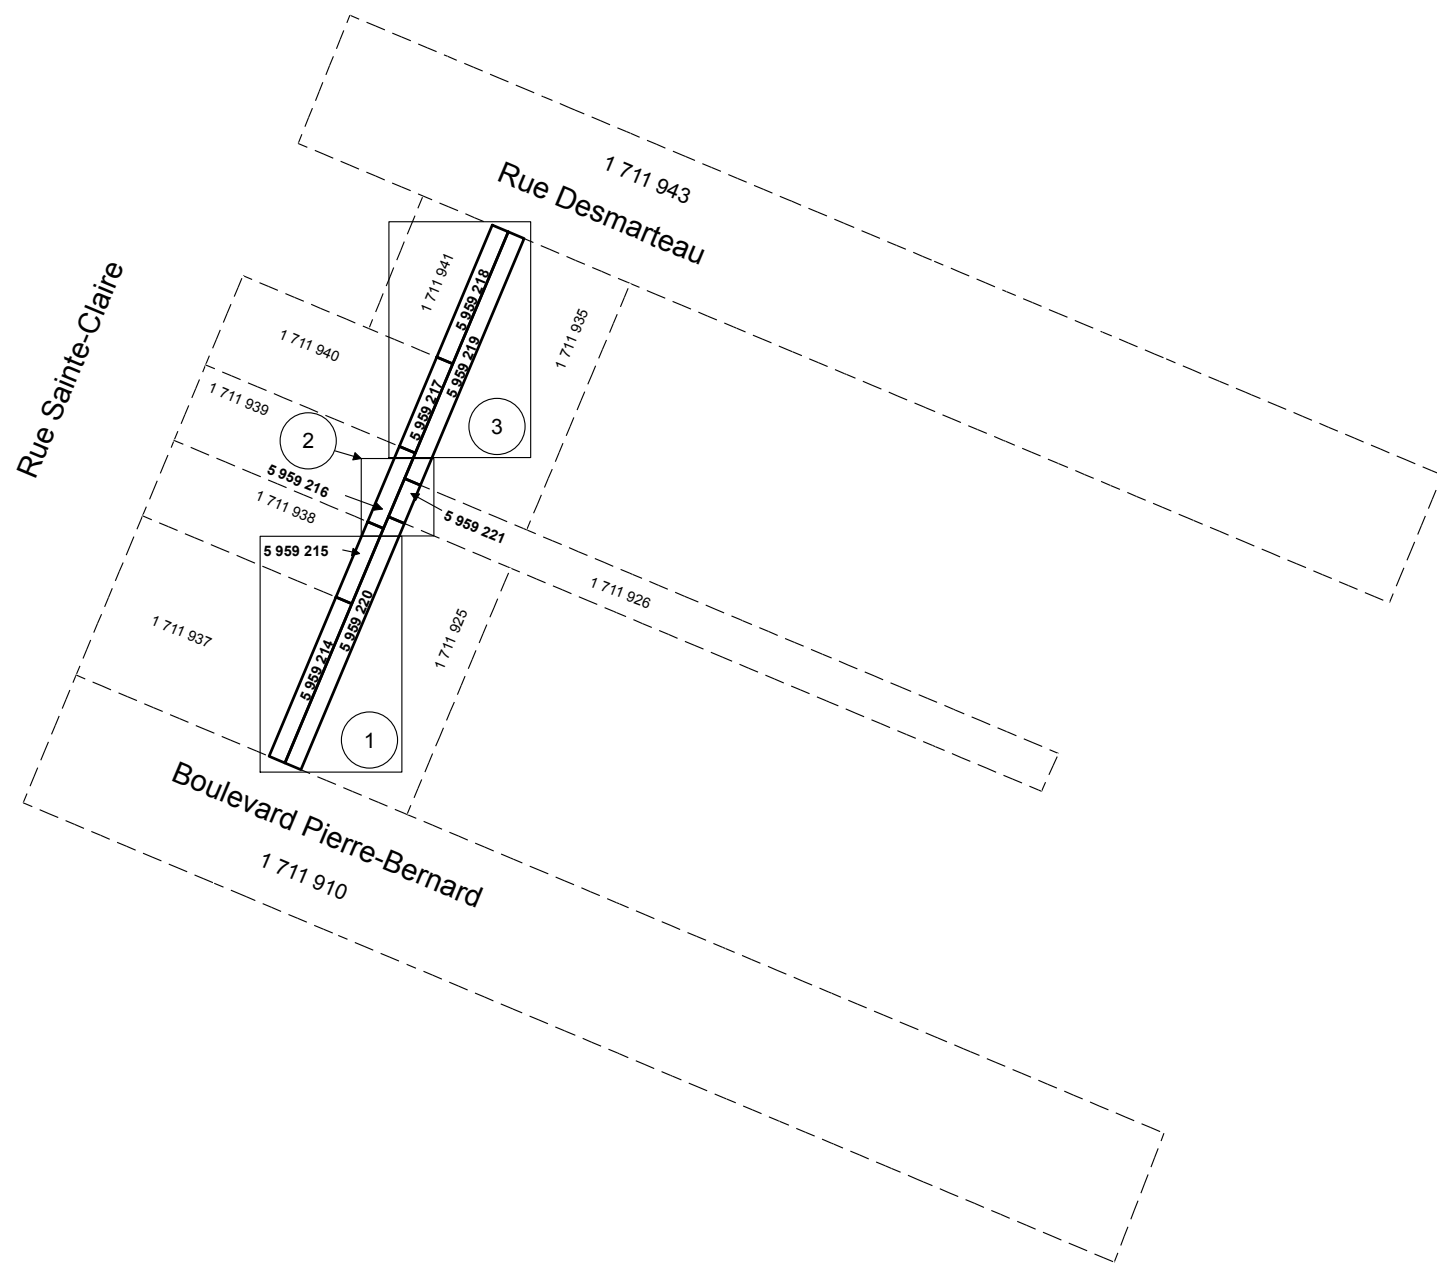 1 711 943
Rue Desmarteau
Rue Sainte-Claire
1 711 941
5 959 218
1 711 935
1 711 940
5 959 219
1 711 939
5 959 217
3
2
5 959 216
1 711 938
5 959 221
5 959 215
1 711 926
5 959 220
1 711 937
1 711 925
5 959 214
1
Boulevard Pierre-Bernard
1 711 910